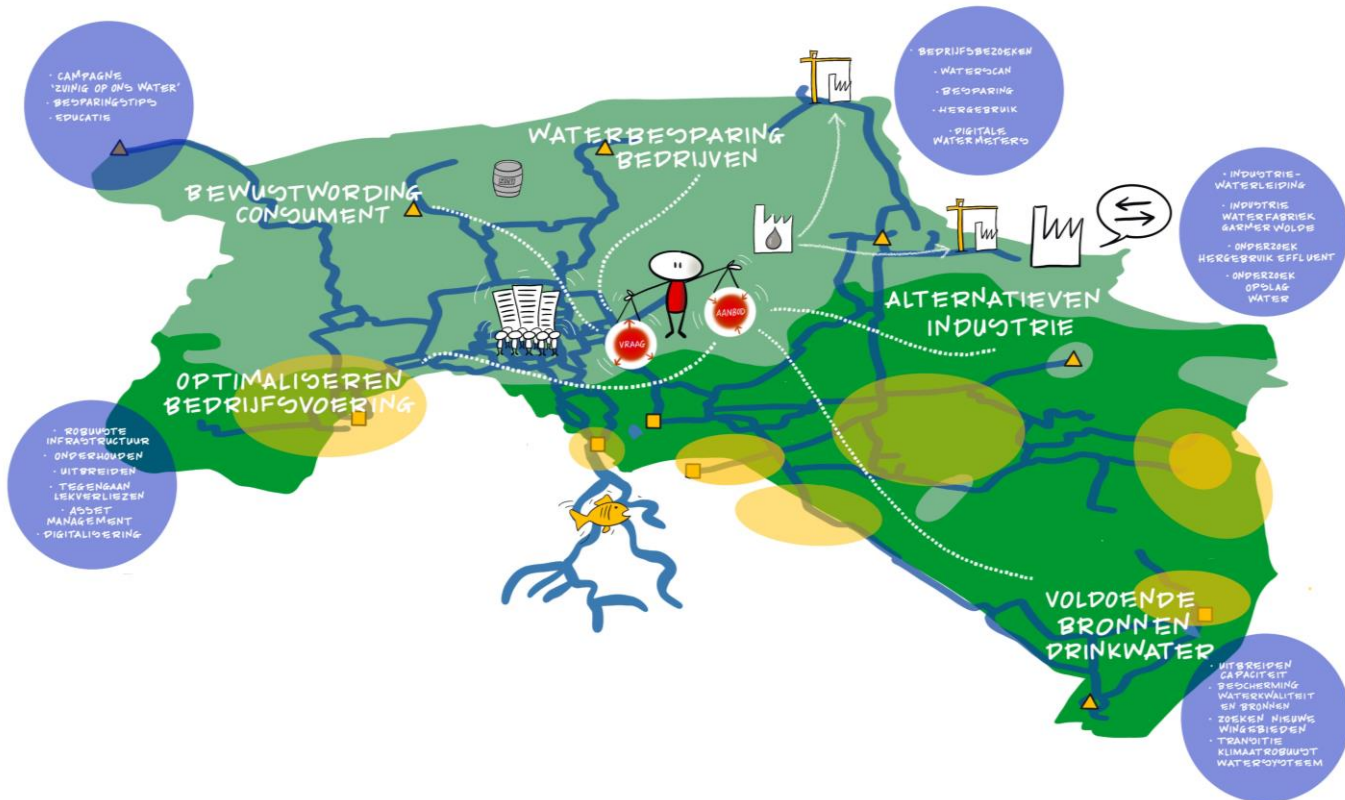 · CAMPAGNE
'ZUINIG OP ONS WATER'
· BESPARINGSTIPS
· EDUCATIE
BEWUSTWORDING
CONSUMENT
WATERBESPARING
BEDRIJVEN
· BEDRIJFSBEZOEKEN
· WATERSCAN
· BESPARING
· HERGEBRUIK
· DIGITALE
WATERMETERS
· INDUSTRIE-
WATERLEIDING
· INDUSTRIE
WATERFABRIEK
GARMERWOLDE
· ONDERZOEK
HERGEBRUIK EFFLUENT
· ONDERZOEK
OPSLAG
WATER
ALTERNATIEVEN
INDUSTRIE
VRAAG
AANBOD
OPTIMALISEREN
BEDRIJFSVOERING
· ROBUUSTE
INFRASTRUCTUUR
· ONDERHOUDEN
· UITBREIDEN
· TEGENGAAN
LEKVERLIEZEN
· ASSET
MANAGEMENT
· DIGITALISERING
VOLDOENDE
BRONNEN
DRINKWATER
· UITBREIDEN
CAPACITEIT
· BESCHERMING
WATERKWALITEIT
EN BRONNEN
· ZOEKEN NIEUWE
WINGEBIEDEN
· TRANSITIE
KLIMAATROBUUST
WATERSYSTEEM